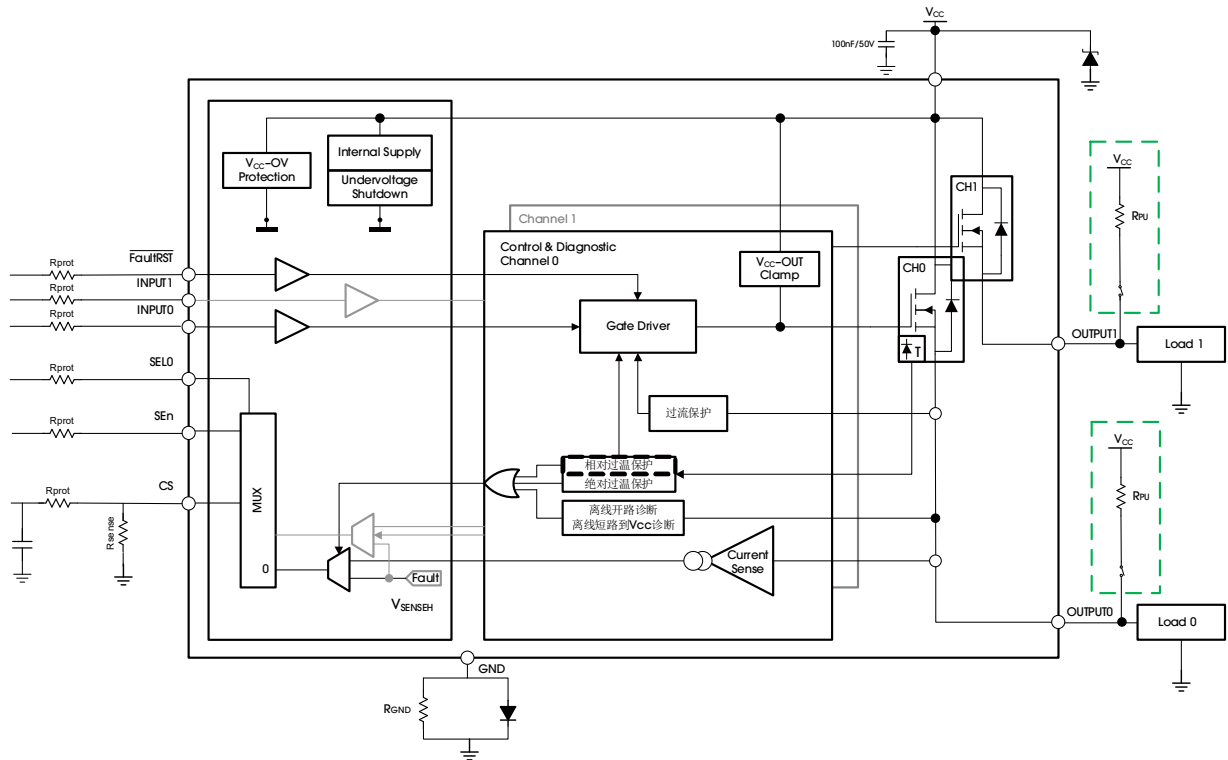 VCC
100nF/50V
VCC-OV
Protection
Internal Supply
Undervoltage
Shutdown
Channel 1
Control & Diagnostic
Channel 0
VCC-OUT
Clamp
CH1
CH0
T
VCC
RPU
FaultRST
Rprot
INPUT1
Rprot
INPUT0
Rprot
Gate Driver
OUTPUT1
Load 1
SEL0
Rprot
SEn
Rprot
过流保护
VCC
RPU
相对过温保护
绝对过温保护
CS
Rprot
Rsense
MUX
0
离线开路诊断
离线短路到Vcc诊断
Current
Sense
Fault
VSENSEH
OUTPUT0
Load 0
GND
RGND